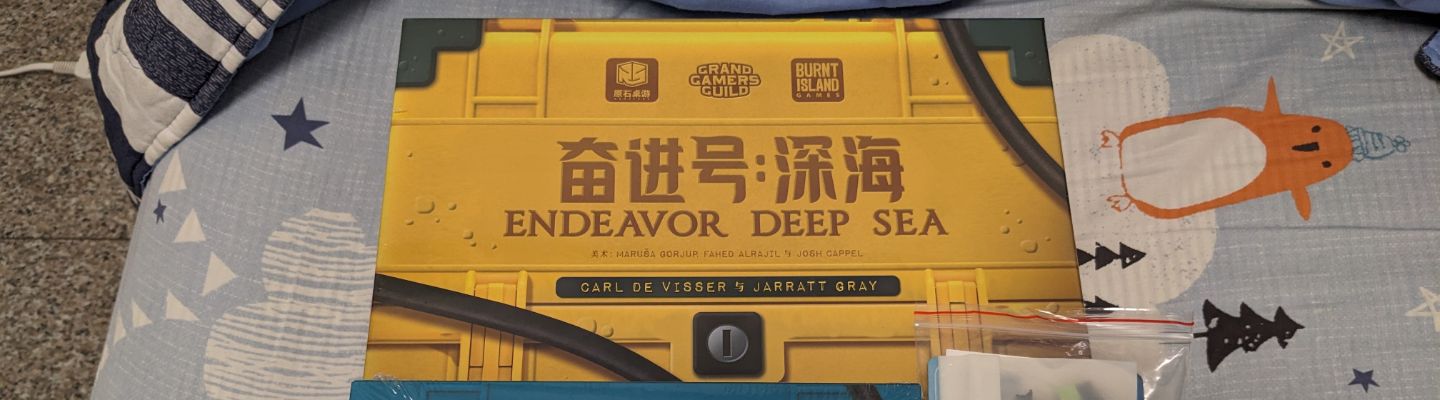 原石桌游
GRAND
GAMERS
GUILD
BURNT
ISLAND
GAMES
奋进号:深海
ENDEAVOR DEEP SEA
美术: MARUŠA GORJUP, FAHED ALRAJIL 与 JOSH CAPPEL
CARL DE VISSER 与 JARRATT GRAY